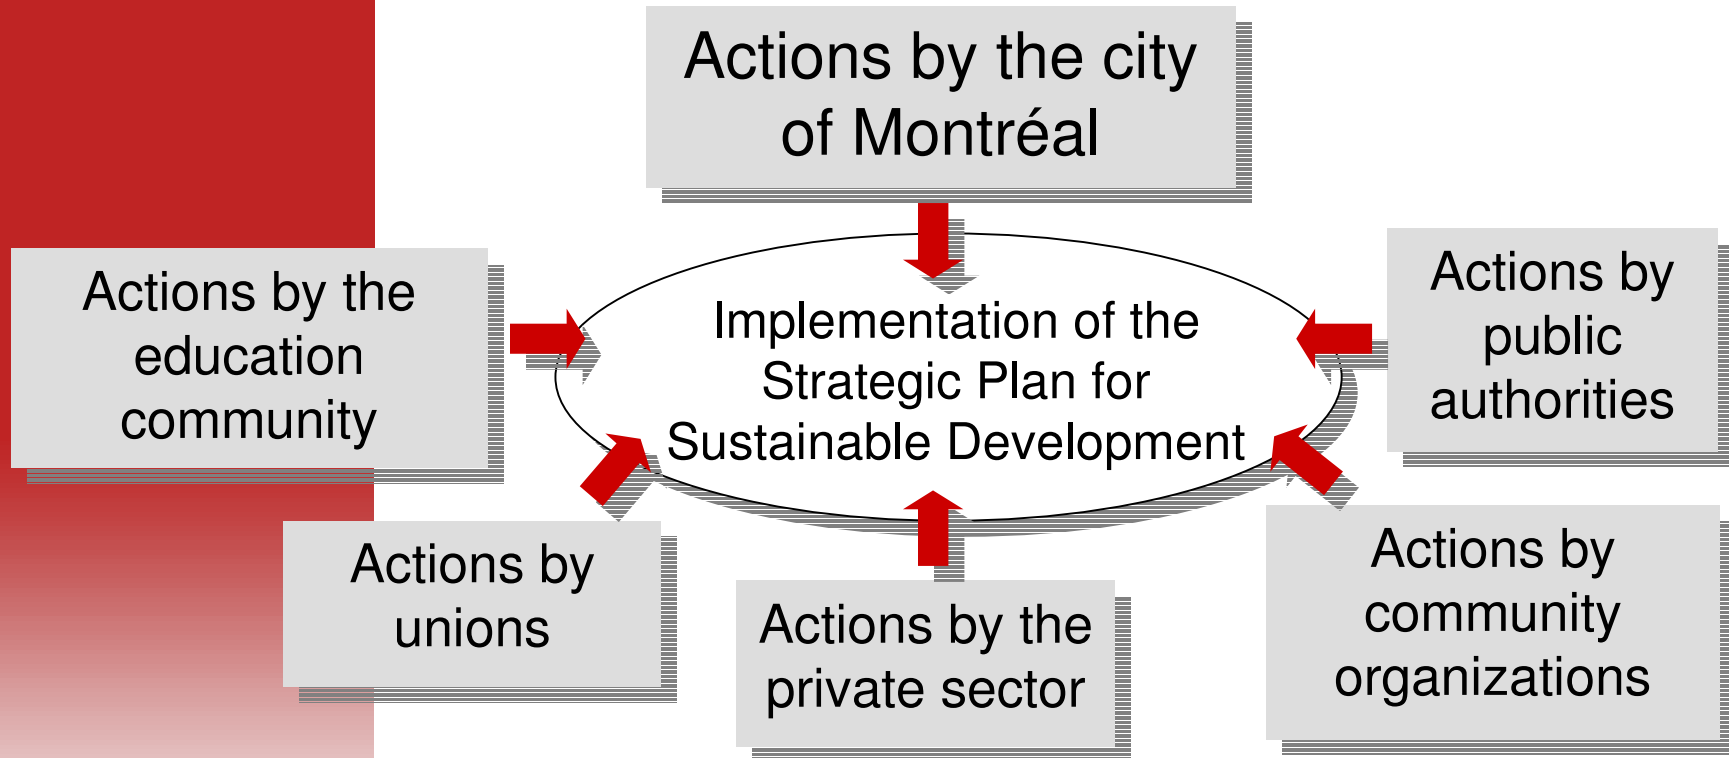 Actions by the city
of Montréal
Actions by the
education
community
Implementation of the
Strategic Plan for
Sustainable Development
Actions by
public
authorities
Actions by
unions
Actions by the
private sector
Actions by
community
organizations